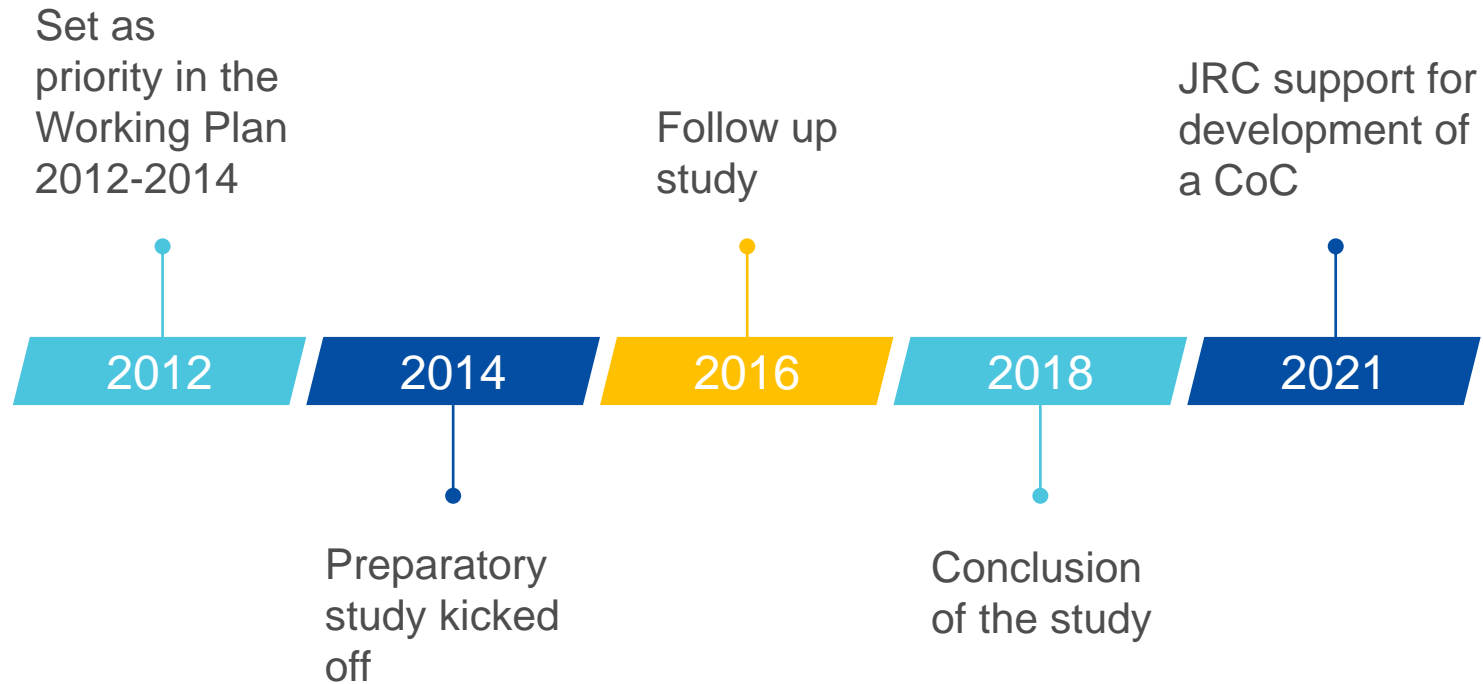 Set as
priority in the
Working Plan
2012-2014
Follow up
study
JRC support for
development of
a CoC
2012
2014
2016
2018
2021
Preparatory
study kicked
off
Conclusion
of the study